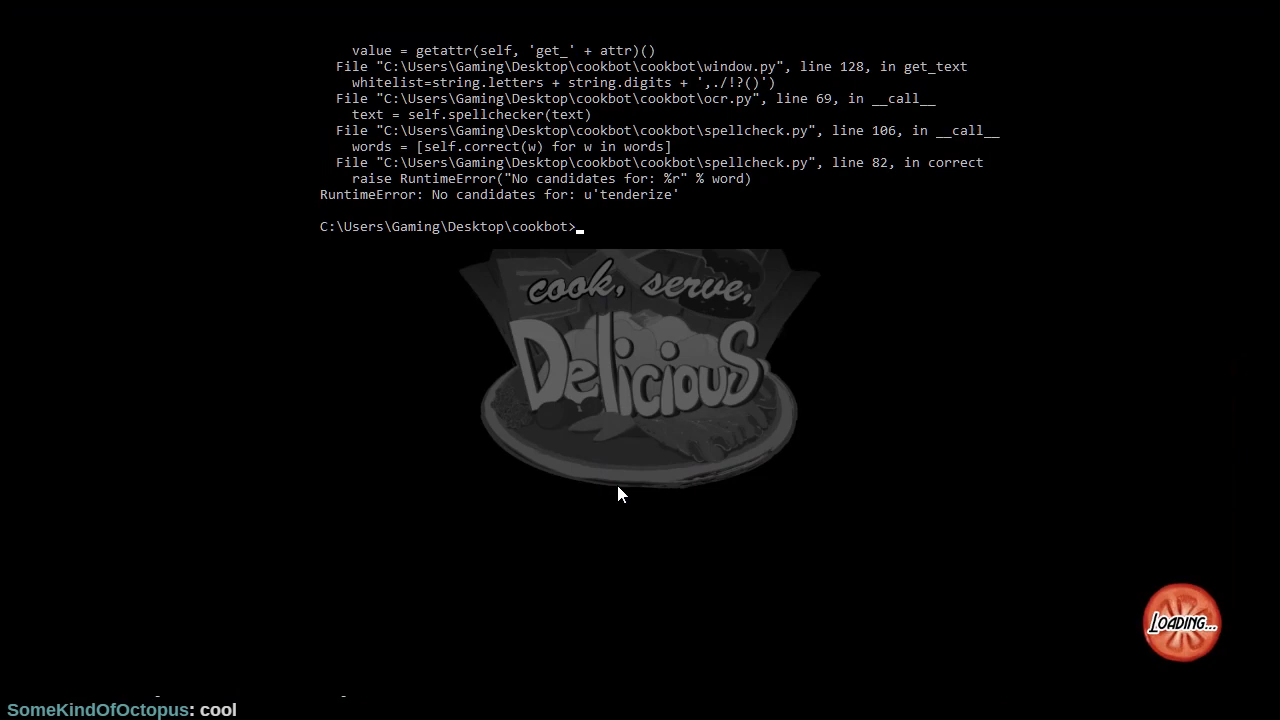 value = getattr(self, 'get_' + attr)()
File "C:\Users\Gaming\Desktop\cookbot\cookbot\window.py", line 128, in get_text
whitelist=string.letters + string.digits + ',./!?()')
File "C:\Users\Gaming\Desktop\cookbot\cookbot\ocr.py", line 69, in __call__
text = self.spellchecker(text)
File "C:\Users\Gaming\Desktop\cookbot\cookbot\spellcheck.py", line 106, in __call__
words = [self.correct(w) for w in words]
File "C:\Users\Gaming\Desktop\cookbot\cookbot\spellcheck.py", line 82, in correct
raise RuntimeError("No candidates for: %r" % word)
RuntimeError: No candidates for: u'tenderize'
C:\Users\Gaming\Desktop\cookbot>
cook, serve,
Delicious
LOADING...
SomeKindOfOctopus: cool